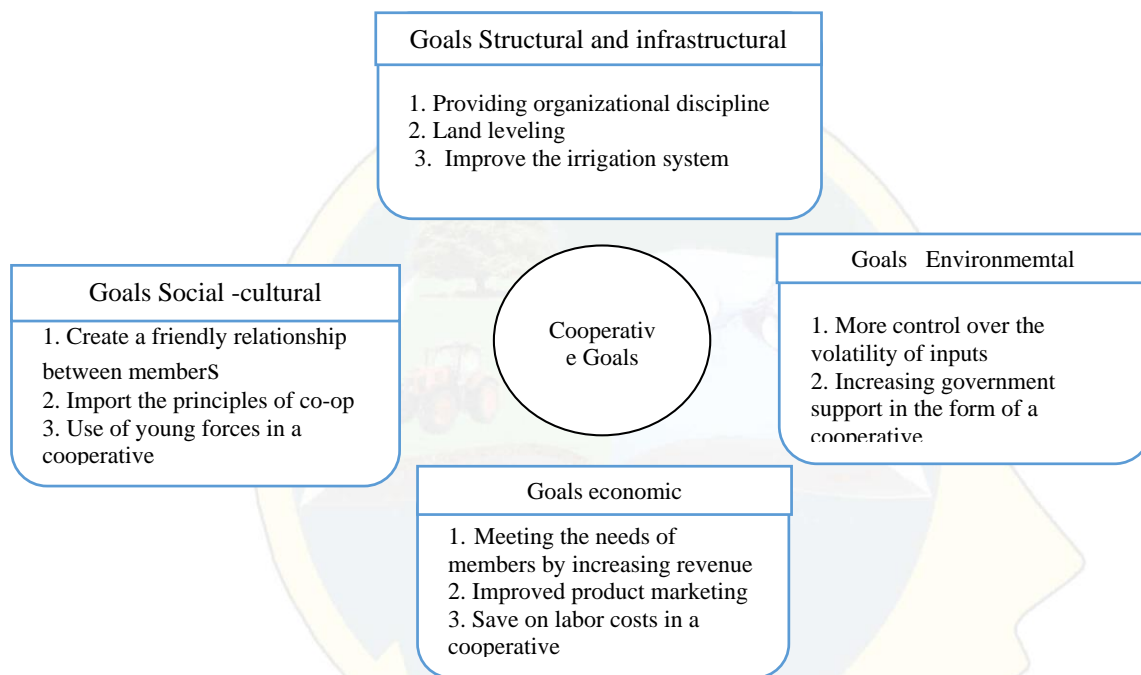 Goals Structural and infrastructural
1. Providing organizational discipline
2. Land leveling
3. Improve the irrigation system
Goals Social -cultural
1. Create a friendly relationship
between memberS
2. Import the principles of co-op
3. Use of young forces in a
cooperative
Cooperativ
e Goals
Goals Environmemtal
1. More control over the
volatility of inputs
2. Increasing government
support in the form of a
cooperative
Goals economic
1. Meeting the needs of
members by increasing revenue
2. Improved product marketing
3. Save on labor costs in a
cooperative